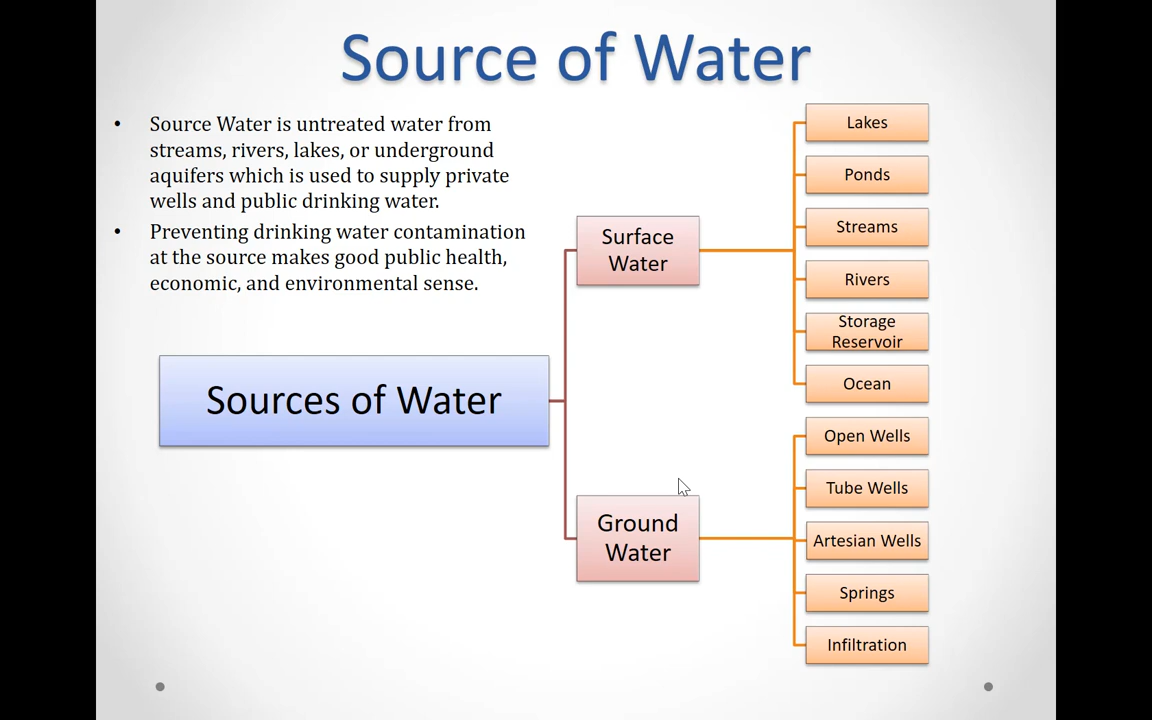 Source of Water
• Source Water is untreated water from
streams, rivers, lakes, or underground
aquifers which is used to supply private
wells and public drinking water.
• Preventing drinking water contamination
at the source makes good public health,
economic, and environmental sense.
Sources of Water
Surface
Water
Lakes
Ponds
Streams
Rivers
Storage
Reservoir
Ocean
Ground
Water
Open Wells
Tube Wells
Artesian Wells
Springs
Infiltration